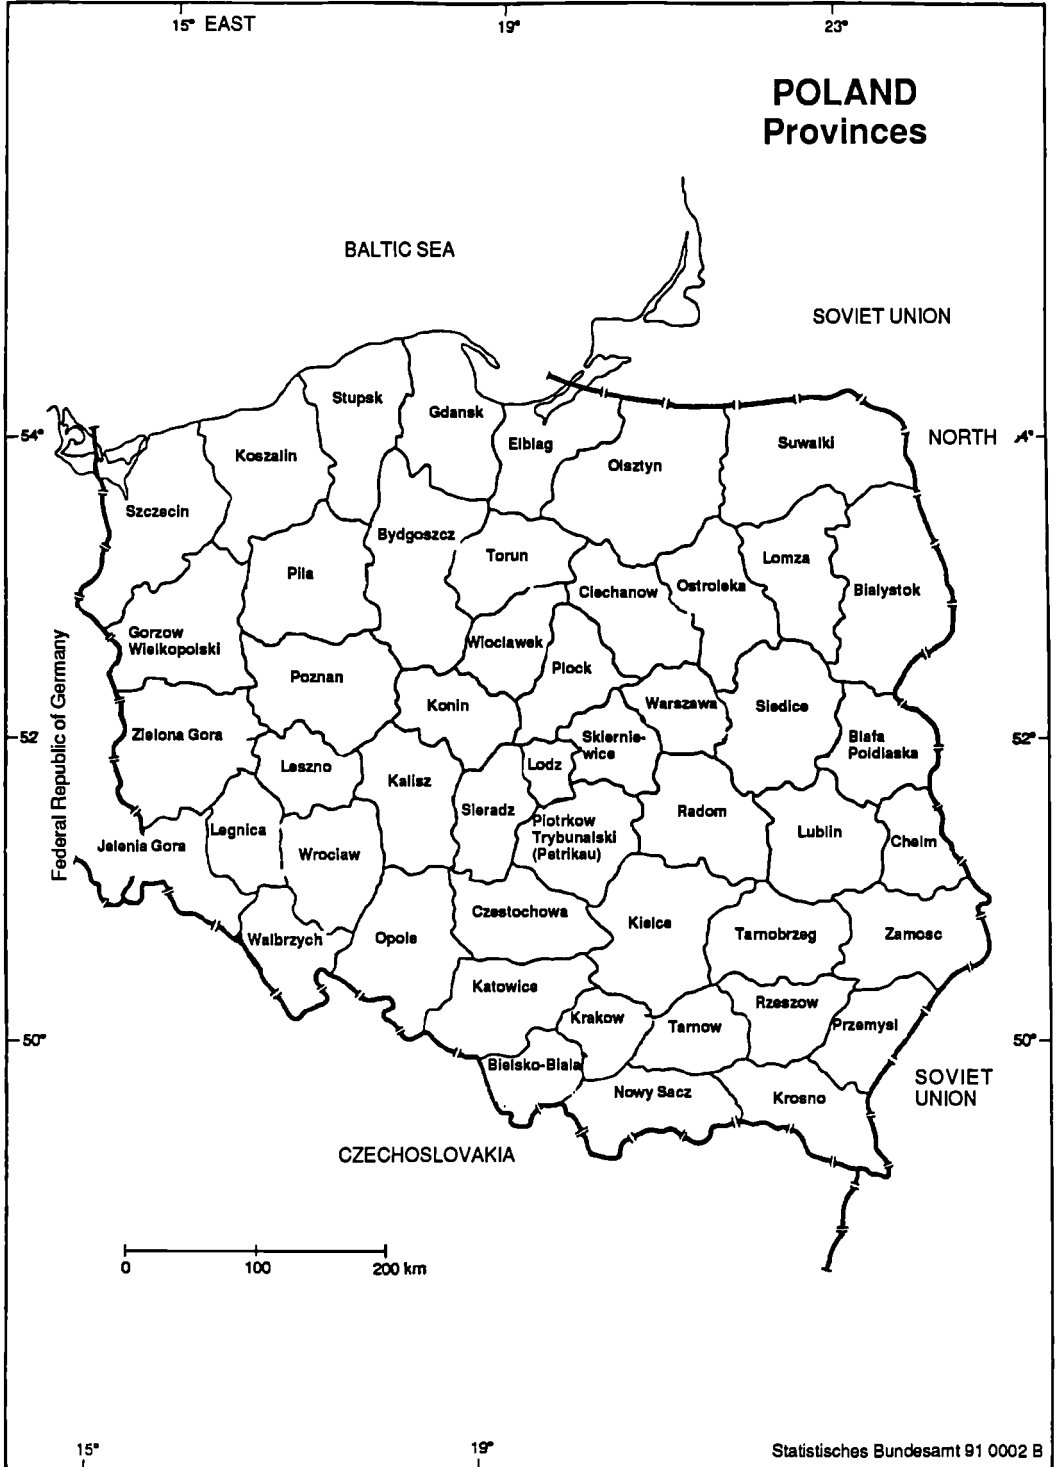 15° EAST
19°
23°
POLAND
Provinces
BALTIC SEA
SOVIET UNION
Stupsk
Gdansk
54°
Elblag
NORTH
Suwalki
Koszalin
Olsztyn
Szczecin
Bydgoszcz
Torun
Lomza
Pila
Ciechanow
Ostroleka
Bialystok
Gorzow
Wielkopolski
Wioclawek
Plock
Poznan
Konin
Warszawa
Siedlce
Federal Republic of Germany
52°
Zielona Gora
Skiernie-
wice
Biala
Poldlaska
52°
Leszno
Lodz
Kalisz
Sieradz
Radom
Legnica
Piotrkow
Trybunalski
(Petrikau)
Lublin
Chelm
Jelenia Gora
Wroclaw
Czestochowa
Kielce
Walbrzych
Opole
Tarnobrzeg
Zamosc
Katowice
Rzeszow
Krakow
Tarnow
Przemysl
50°
50°
Bielsko-Biala
Nowy Sacz
Krosno
SOVIET
UNION
CZECHOSLOVAKIA
0 100 200 km
15°
19°
Statistisches Bundesamt 91 0002 B